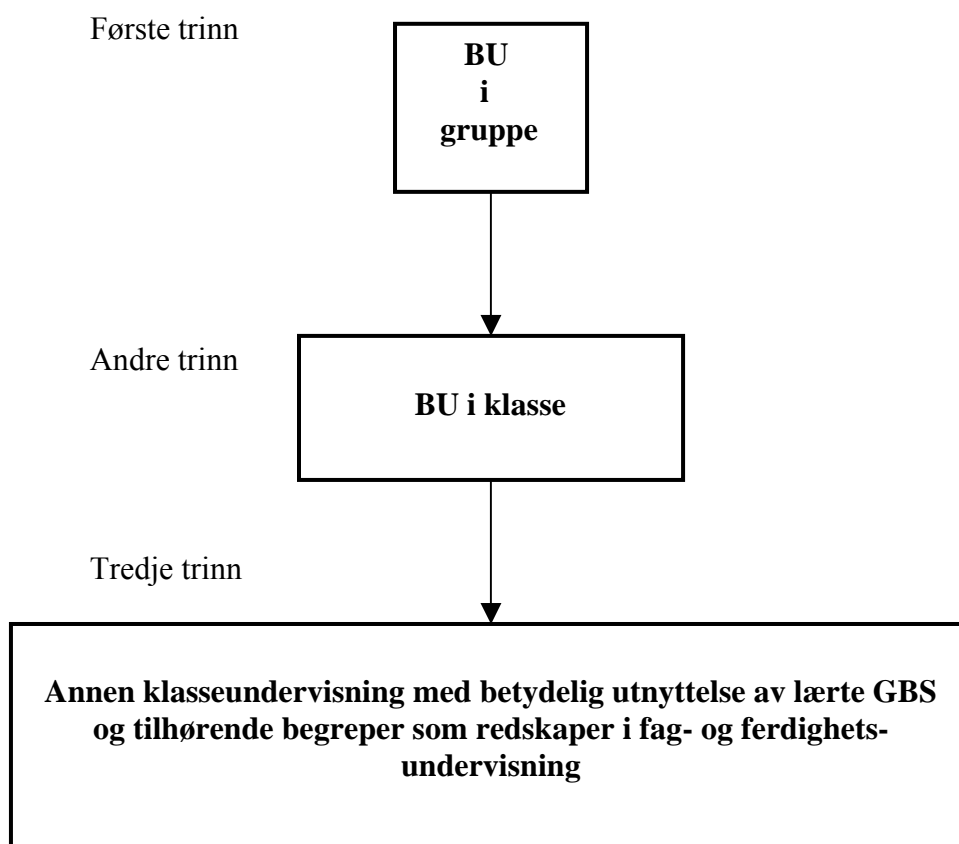 Første trinn
BU
i
gruppe
Andre trinn
BU i klasse
Tredje trinn
Annen klasseundervisning med betydelig utnyttelse av lærte GBS
og tilhørende begreper som redskaper i fag- og ferdighets-
undervisning